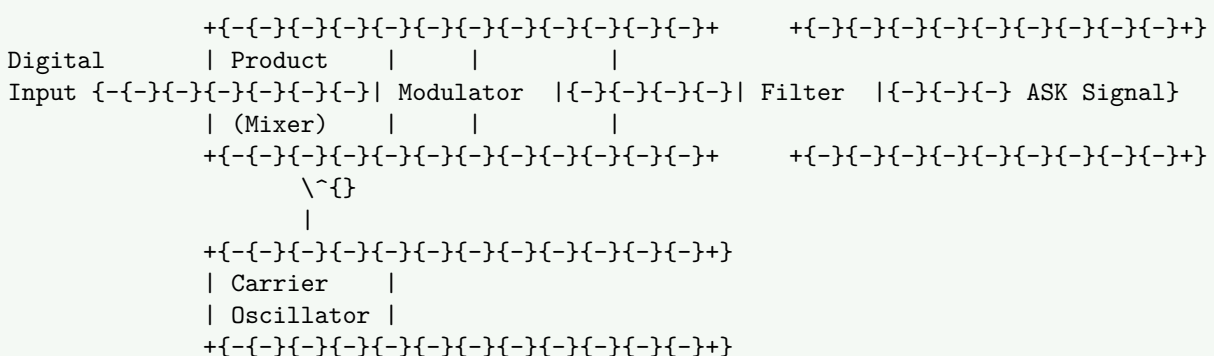 +{-{-}{-}{-}{-}{-}{-}{-}{-}{-}{-}+ +{-}{-}{-}{-}{-}{-}{-}{-}{-}+}
Digital | Product | | |
Input {-{-}{-}{-}{-}{-}{-}| Modulator |{-}{-}{-}{-}| Filter |{-}{-}{-} ASK Signal}
| (Mixer) | | |
+{-{-}{-}{-}{-}{-}{-}{-}{-}{-}{-}+ +{-}{-}{-}{-}{-}{-}{-}{-}{-}+}
\^{}
|
+{-{-}{-}{-}{-}{-}{-}{-}{-}{-}{-}+}
| Carrier |
| Oscillator |
+{-{-}{-}{-}{-}{-}{-}{-}{-}{-}{-}+}